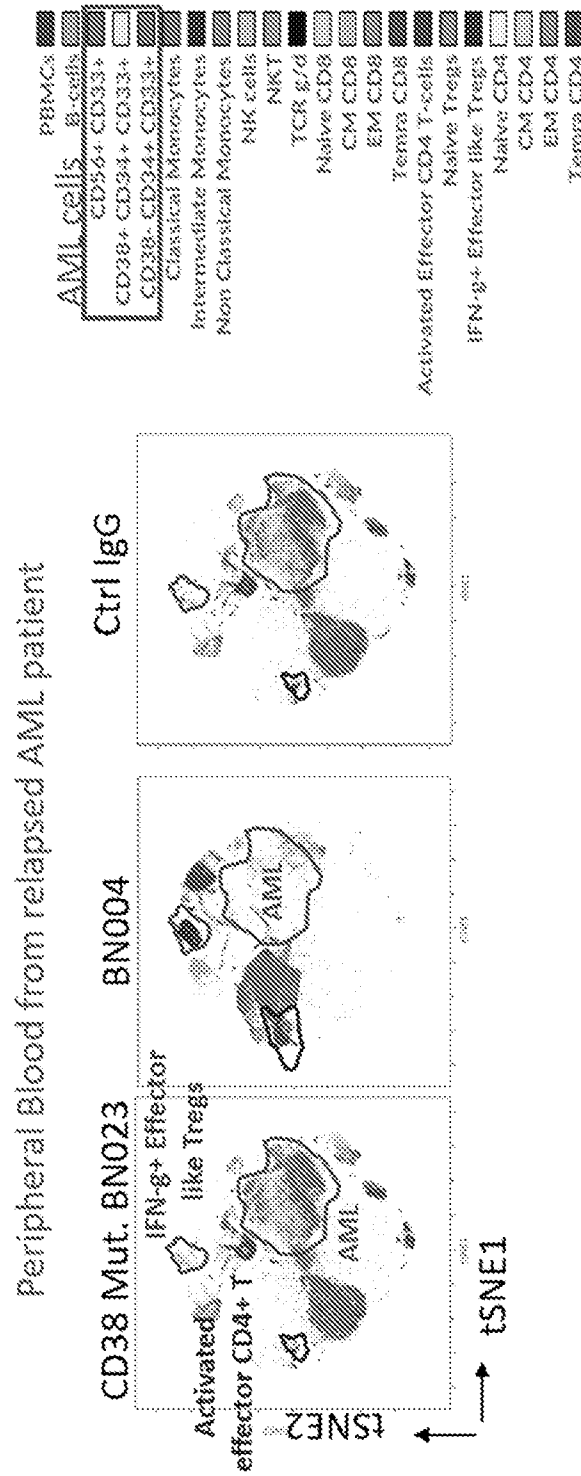 Peripheral Blood from relapsed AML patient
CD38 Mut. BN023
BN004
Ctrl IgG
IFN-g+ Effector
like Tregs
Activated
effector CD4+ T
AML
AML
tSNE2
tSNE1
PBMCs
B-cells
AML cells
CD56+ CD33+
CD38+ CD34+ CD33+
CD38- CD34+ CD33+
Classical Monocytes
Intermediate Monocytes
Non Classical Monocytes
NK cells
NKT
TCR g/d
Naive CD8
CM CD8
EM CD8
Temra CD8
Activated Effector CD4 T-cells
Naive Tregs
IFN-g+ Effector like Tregs
Naive CD4
CM CD4
EM CD4
Temra CD4